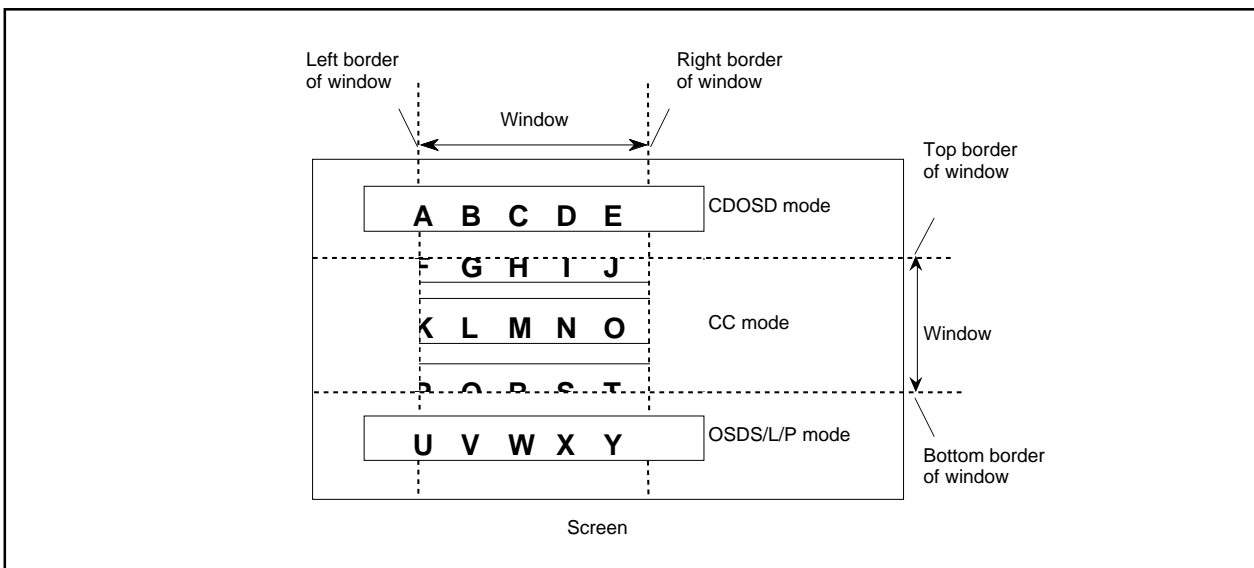 Left border
of window
Right border
of window
Window
Top border
of window
A B C D E
CDOSD mode
F G H I J
K L M N O
CC mode
Window
P Q R S T
U V W X Y
OSDS/L/P mode
Bottom border
of window
Screen